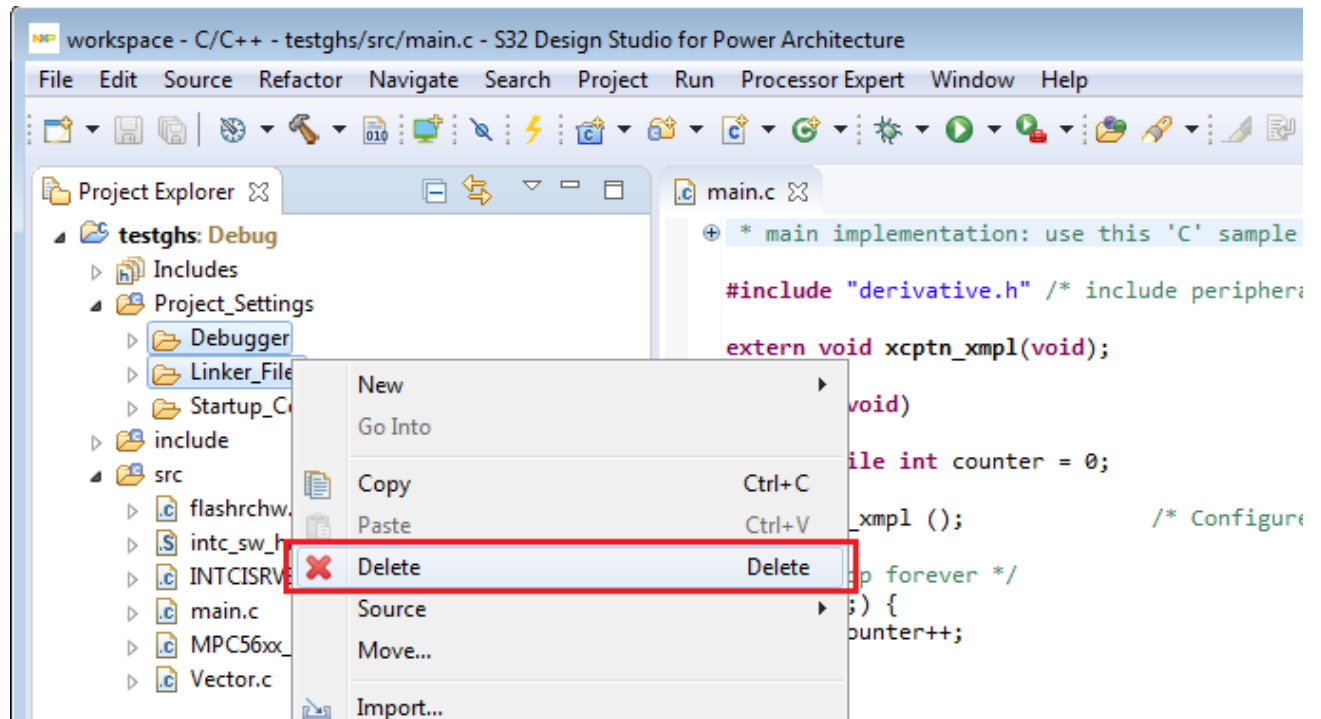 NXP workspace - C/C++ - testghs/src/main.c - S32 Design Studio for Power Architecture
File Edit Source Refactor Navigate Search Project Run Processor Expert Window Help
010
Project Explorer
main.c
testghs: Debug
Includes
Project_Settings
Debugger
Linker_File
Startup_C
include
src
flashrchw.
intc_sw_h
INTCISRV
main.c
MPC56xx_
Vector.c
New
Go Into
Copy Ctrl+C
Paste Ctrl+V
Delete Delete
Source
Move...
Import...
* main implementation: use this 'C' sample
#include "derivative.h" /* include periphera
extern void xcptn_xmpl(void);
void)
ile int counter = 0;
_xmpl (); /* Configure
op forever */
;) {
ounter++;